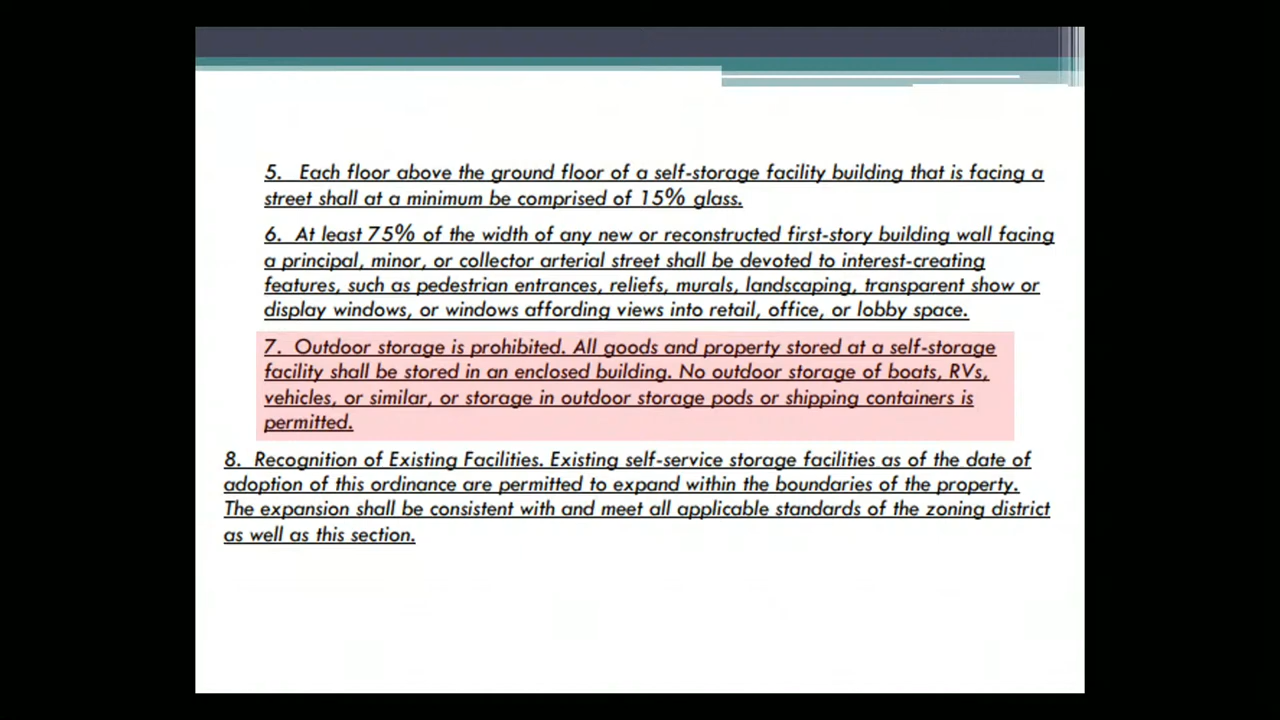 5. Each floor above the ground floor of a self-storage facility building that is facing a
street shall at a minimum be comprised of 15% glass.
6. At least 75% of the width of any new or reconstructed first-story building wall facing
a principal, minor, or collector arterial street shall be devoted to interest-creating
features, such as pedestrian entrances, reliefs, murals, landscaping, transparent show or
display windows, or windows affording views into retail, office, or lobby space.
7. Outdoor storage is prohibited. All goods and property stored at a self-storage
facility shall be stored in an enclosed building. No outdoor storage of boats, RVs,
vehicles, or similar, or storage in outdoor storage pods or shipping containers is
permitted.
8. Recognition of Existing Facilities. Existing self-service storage facilities as of the date of
adoption of this ordinance are permitted to expand within the boundaries of the property.
The expansion shall be consistent with and meet all applicable standards of the zoning district
as well as this section.